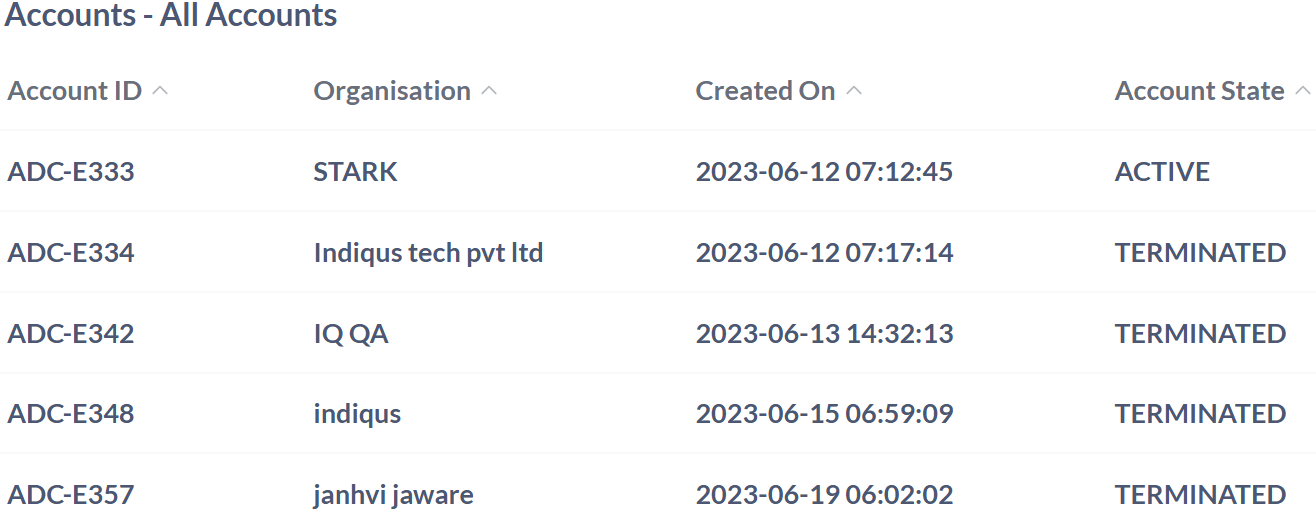 Accounts - All Accounts
Account ID Organisation Created On Account State
ADC-E333 STARK 2023-06-12 07:12:45 ACTIVE
ADC-E334 Indiqus tech pvt ltd 2023-06-12 07:17:14 TERMINATED
ADC-E342 IQ QA 2023-06-13 14:32:13 TERMINATED
ADC-E348 indiqus 2023-06-15 06:59:09 TERMINATED
ADC-E357 janhvi jaware 2023-06-19 06:02:02 TERMINATED